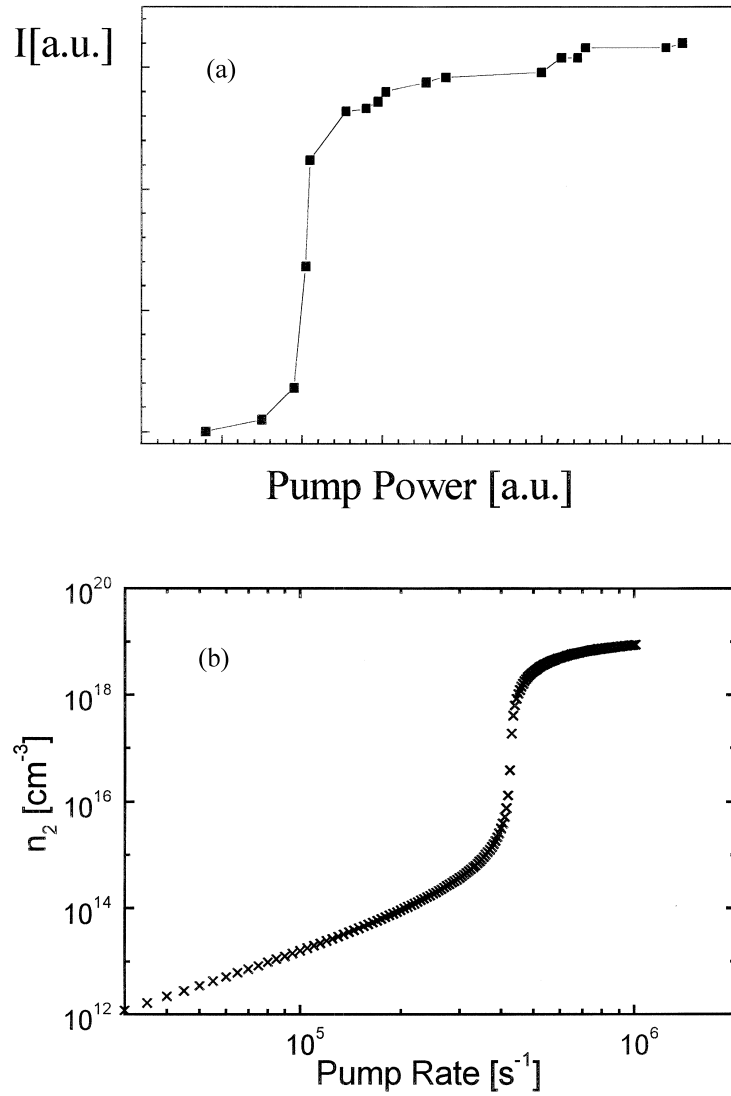 I[a.u.]
(a)
Pump Power [a.u.]
10^20
10^18
10^16
10^14
10^12
n_2 [cm^-3]
(b)
10^5
10^6
Pump Rate [s^-1]